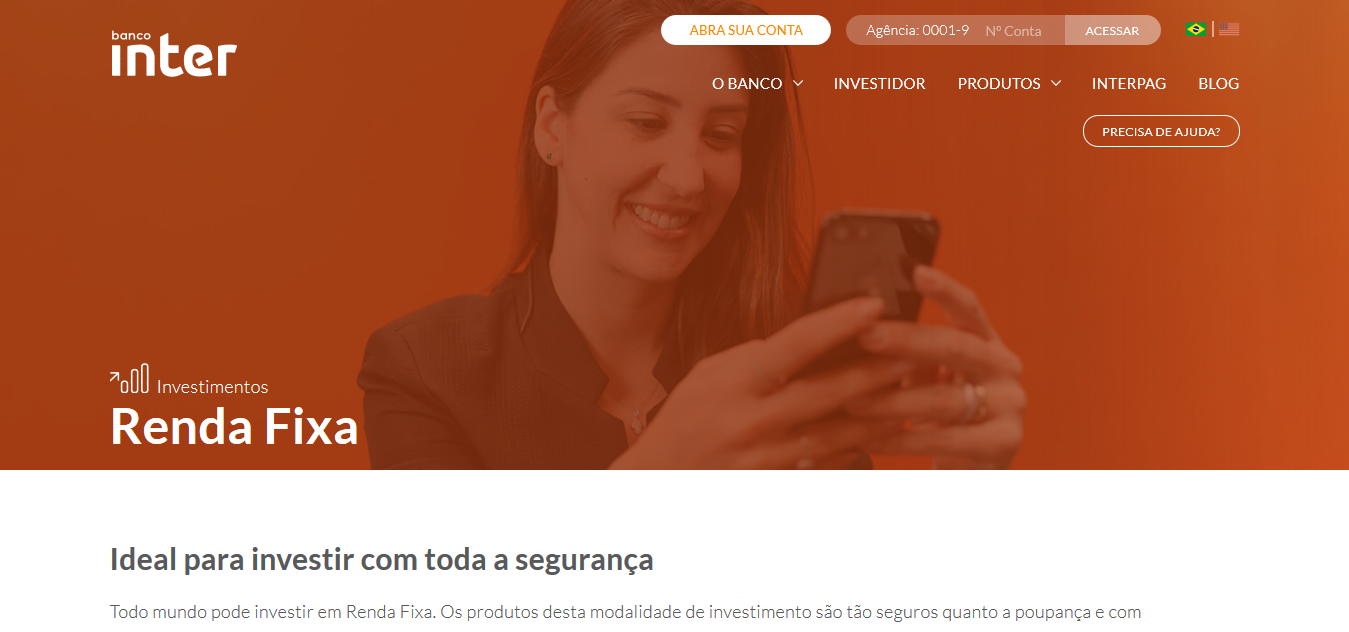 banco
inter
ABRA SUA CONTA
Agência: 0001-9
Nº Conta
ACESSAR
O BANCO
INVESTIDOR
PRODUTOS
INTERPAG
BLOG
PRECISA DE AJUDA?
Investimentos
Renda Fixa
Ideal para investir com toda a segurança
Todo mundo pode investir em Renda Fixa. Os produtos desta modalidade de investimento são tão seguros quanto a poupança e com